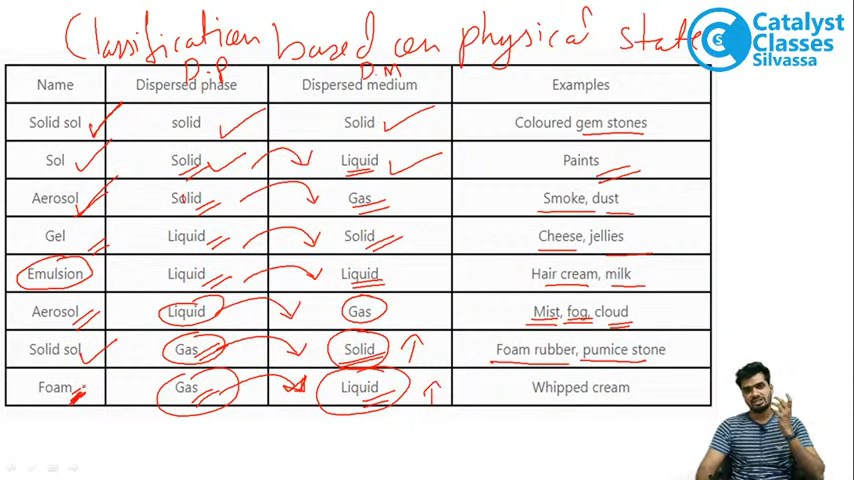 Classification based on physical state
Catalyst
Classes
Silvassa
D.P D.M
Name Dispersed phase Dispersed medium Examples
Solid sol solid Solid Coloured gem stones
Sol Solid Liquid Paints
Aerosol Solid Gas Smoke, dust
Gel Liquid Solid Cheese, jellies
Emulsion Liquid Liquid Hair cream, milk
Aerosol Liquid Gas Mist, fog, cloud
Solid sol Gas Solid Foam rubber, pumice stone
Foam Gas Liquid Whipped cream